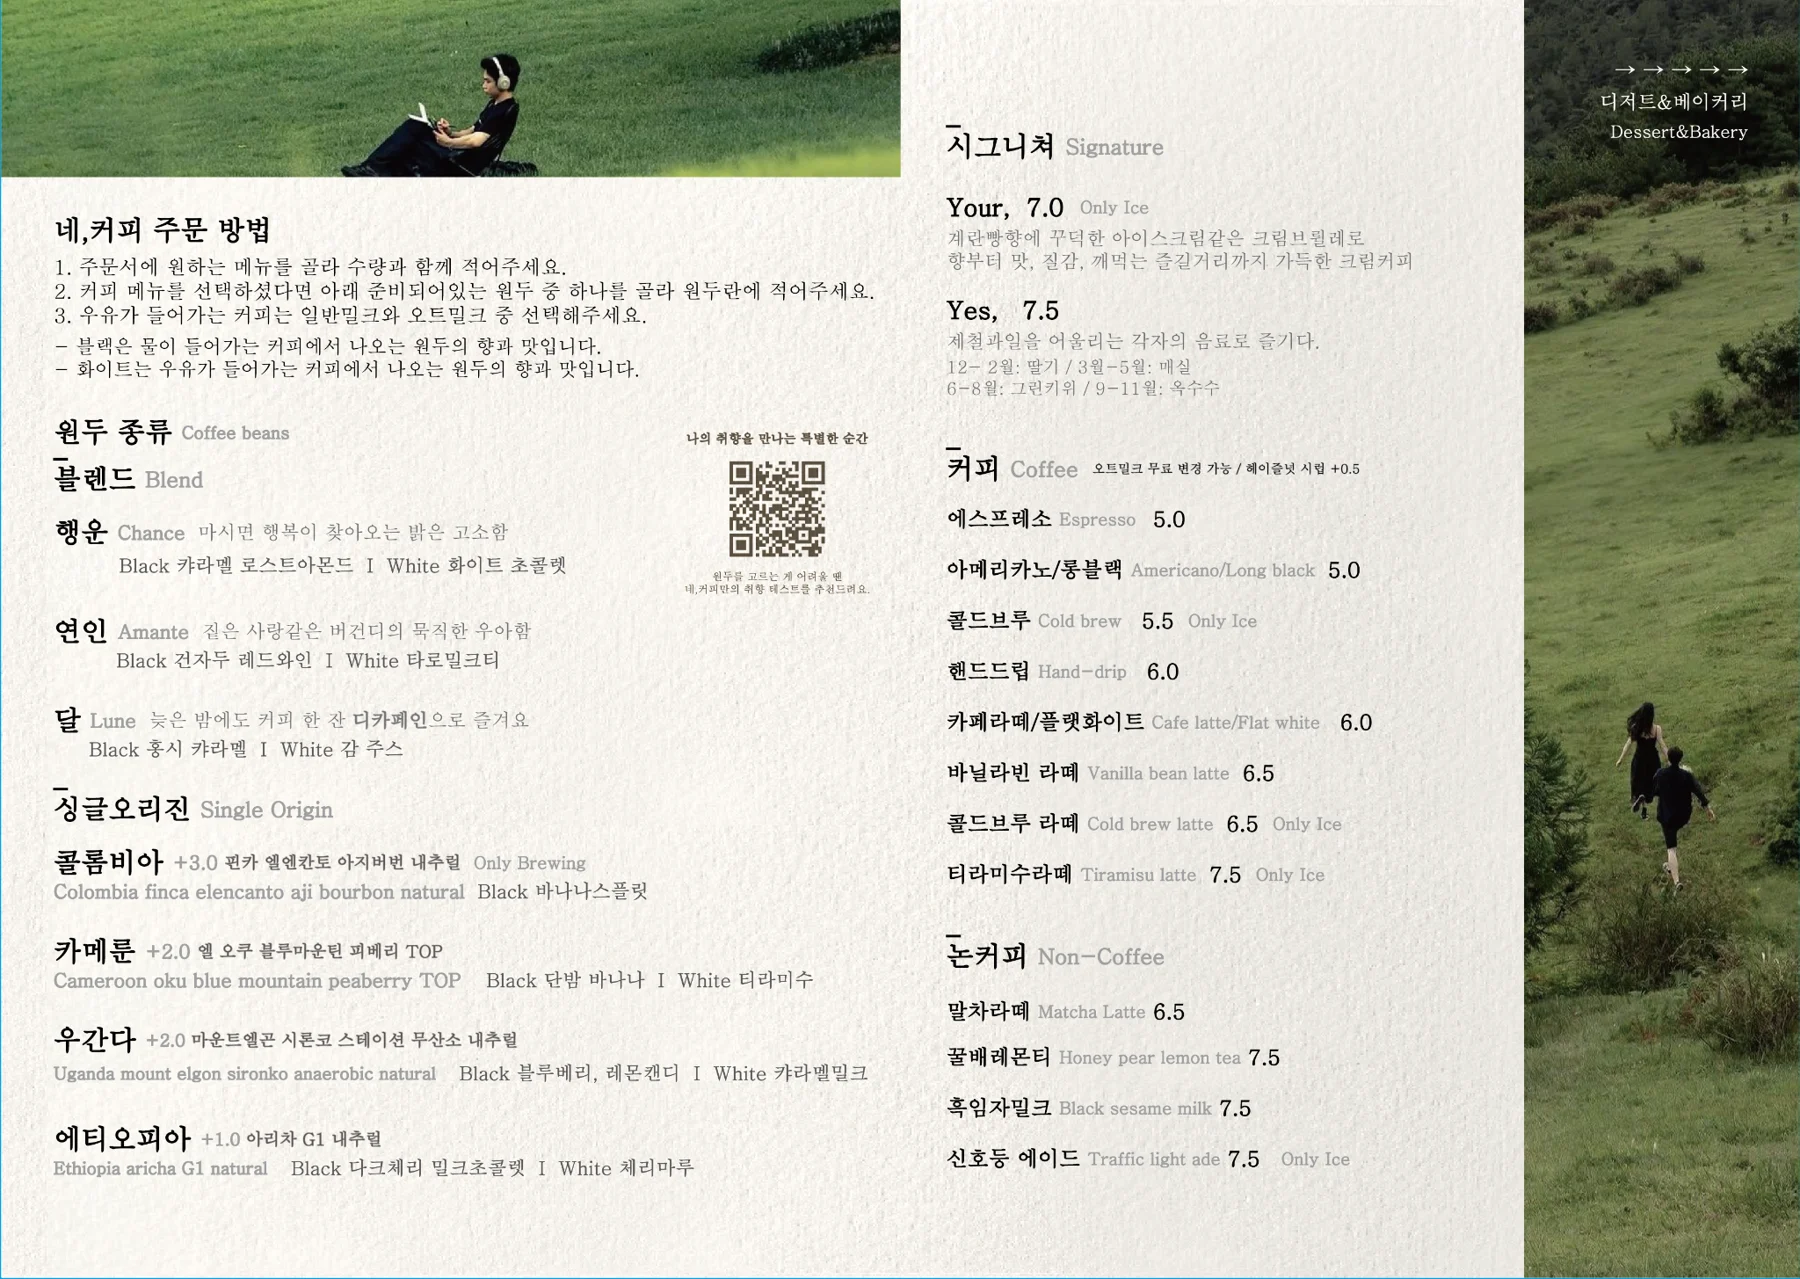 네,커피 주문 방법
1. 주문서에 원하는 메뉴를 골라 수량과 함께 적어주세요.
2. 커피 메뉴를 선택하셨다면 아래 준비되어있는 원두 중 하나를 골라 원두란에 적어주세요.
3. 우유가 들어가는 커피는 일반밀크와 오트밀크 중 선택해주세요.
- 블랙은 물이 들어가는 커피에서 나오는 원두의 향과 맛입니다.
- 화이트는 우유가 들어가는 커피에서 나오는 원두의 향과 맛입니다.
원두 종류 Coffee beans
블렌드 Blend
행운 Chance 마시면 행복이 찾아오는 밝은 고소함
Black 캬라멜 로스트아몬드 I White 화이트 초콜렛
연인 Amante 짙은 사랑같은 버건디의 묵직한 우아함
Black 건자두 레드와인 I White 타로밀크티
달 Lune 늦은 밤에도 커피 한 잔 디카페인으로 즐겨요
Black 홍시 캬라멜 I White 감 주스
나의 취향을 만나는 특별한 순간
원두를 고르는 게 어려울 땐
네,커피만의 취향 테스트를 추천드려요.
싱글오리진 Single Origin
콜롬비아 +3.0 핀카 엘엔칸토 아지버번 내추럴 Only Brewing
Colombia finca elencanto aji bourbon natural Black 바나나스플릿
카메룬 +2.0 엘 오쿠 블루마운틴 피베리 TOP
Cameroon oku blue mountain peaberry TOP Black 단밤 바나나 I White 티라미수
우간다 +2.0 마운트엘곤 시론코 스테이션 무산소 내추럴
Uganda mount elgon sironko anaerobic natural Black 블루베리, 레몬캔디 I White 캬라멜밀크
에티오피아 +1.0 아리차 G1 내추럴
Ethiopia aricha G1 natural Black 다크체리 밀크초콜렛 I White 체리마루
시그니쳐 Signature
Your, 7.0 Only Ice
계란빵향에 꾸덕한 아이스크림같은 크림브륄레로
향부터 맛, 질감, 깨먹는 즐길거리까지 가득한 크림커피
Yes, 7.5
제철과일을 어울리는 각자의 음료로 즐기다.
12- 2월: 딸기 / 3월-5월: 매실
6-8월: 그린키위 / 9-11월: 옥수수
커피 Coffee 오트밀크 무료 변경 가능 / 헤이즐넛 시럽 +0.5
에스프레소 Espresso 5.0
아메리카노/롱블랙 Americano/Long black 5.0
콜드브루 Cold brew 5.5 Only Ice
핸드드립 Hand-drip 6.0
카페라떼/플랫화이트 Cafe latte/Flat white 6.0
바닐라빈 라떼 Vanilla bean latte 6.5
콜드브루 라떼 Cold brew latte 6.5 Only Ice
티라미수라떼 Tiramisu latte 7.5 Only Ice
논커피 Non-Coffee
말차라떼 Matcha Latte 6.5
꿀배레몬티 Honey pear lemon tea 7.5
흑임자밀크 Black sesame milk 7.5
신호등 에이드 Traffic light ade 7.5 Only Ice
→→→→→
디저트&베이커리
Dessert&Bakery